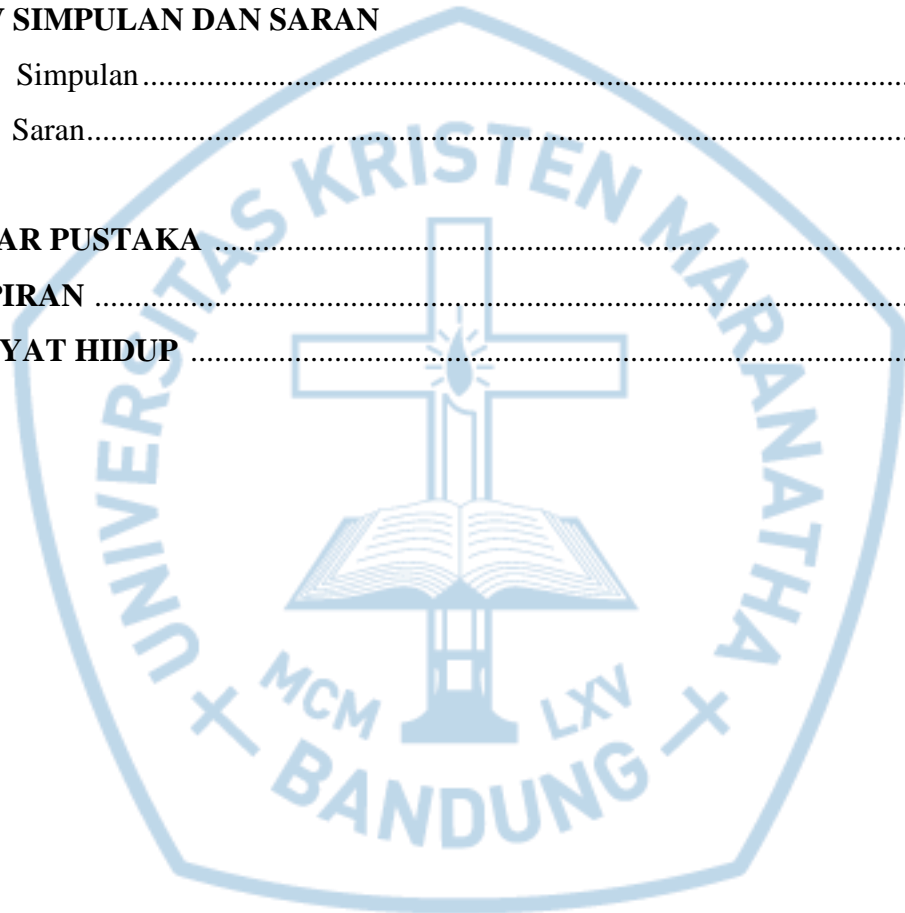 V SIMPULAN DAN SARAN
Simpulan
Saran
AR PUSTAKA
PIRAN
YAT HIDUP
UNIVERSITAS KRISTEN MARANATHA
MCM LXV
BANDUNG